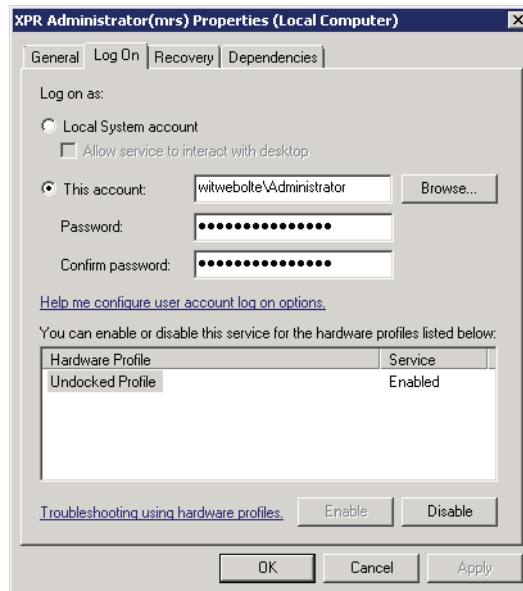 XPR Administrator(mrs) Properties (Local Computer)
General Log On Recovery Dependencies
Log on as:
Local System account
Allow service to interact with desktop
This account: witwebolte\Administrator Browse...
Password: ●●●●●●●●●●●●●●●
Confirm password: ●●●●●●●●●●●●●●●
Help me configure user account log on options.
You can enable or disable this service for the hardware profiles listed below:
Hardware Profile Service
Undocked Profile Enabled
Troubleshooting using hardware profiles. Enable Disable
OK Cancel Apply